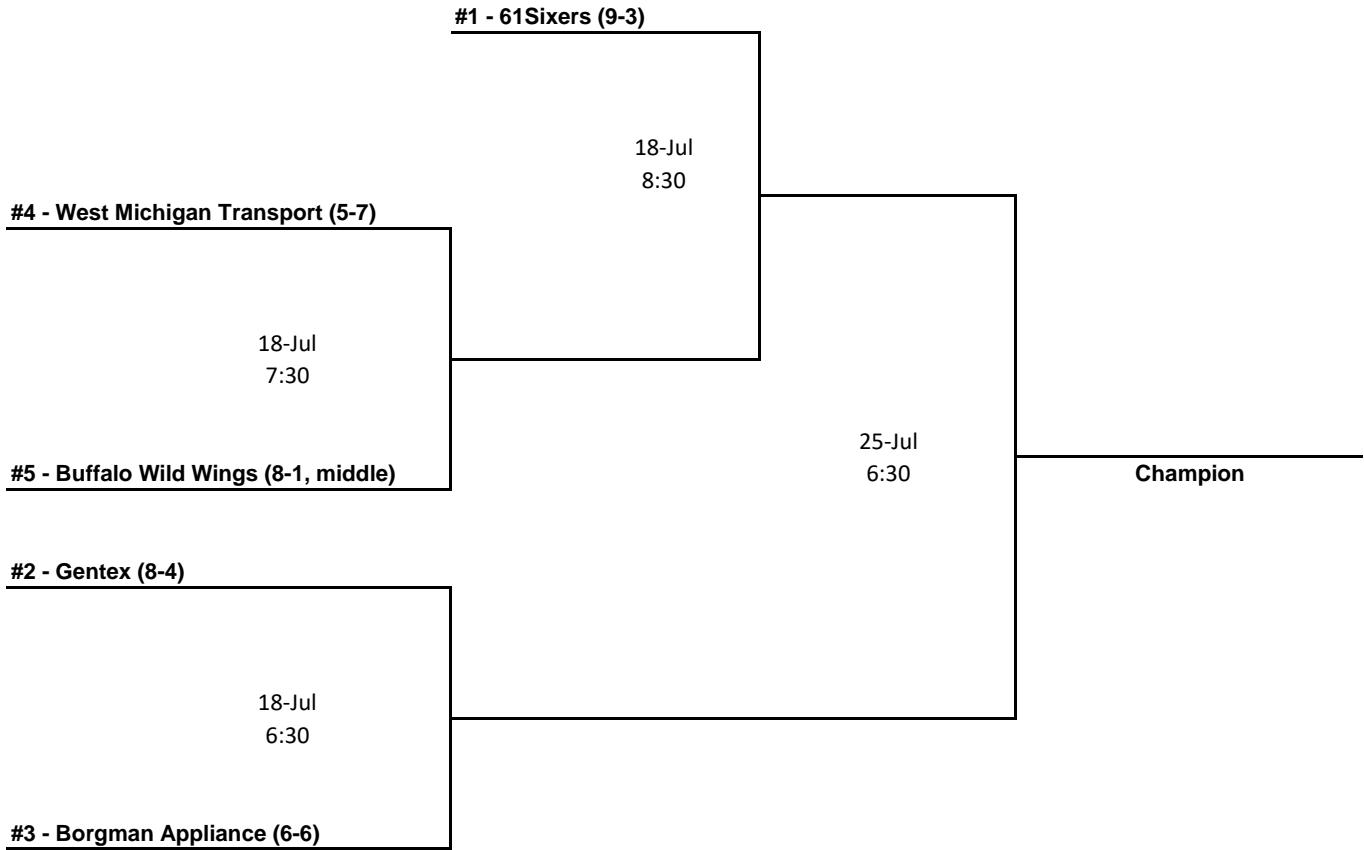 #1 - 61Sixers (9-3)
18-Jul
8:30
#4 - West Michigan Transport (5-7)
18-Jul
7:30
25-Jul
6:30
#5 - Buffalo Wild Wings (8-1, middle)
Champion
#2 - Gentex (8-4)
18-Jul
6:30
#3 - Borgman Appliance (6-6)